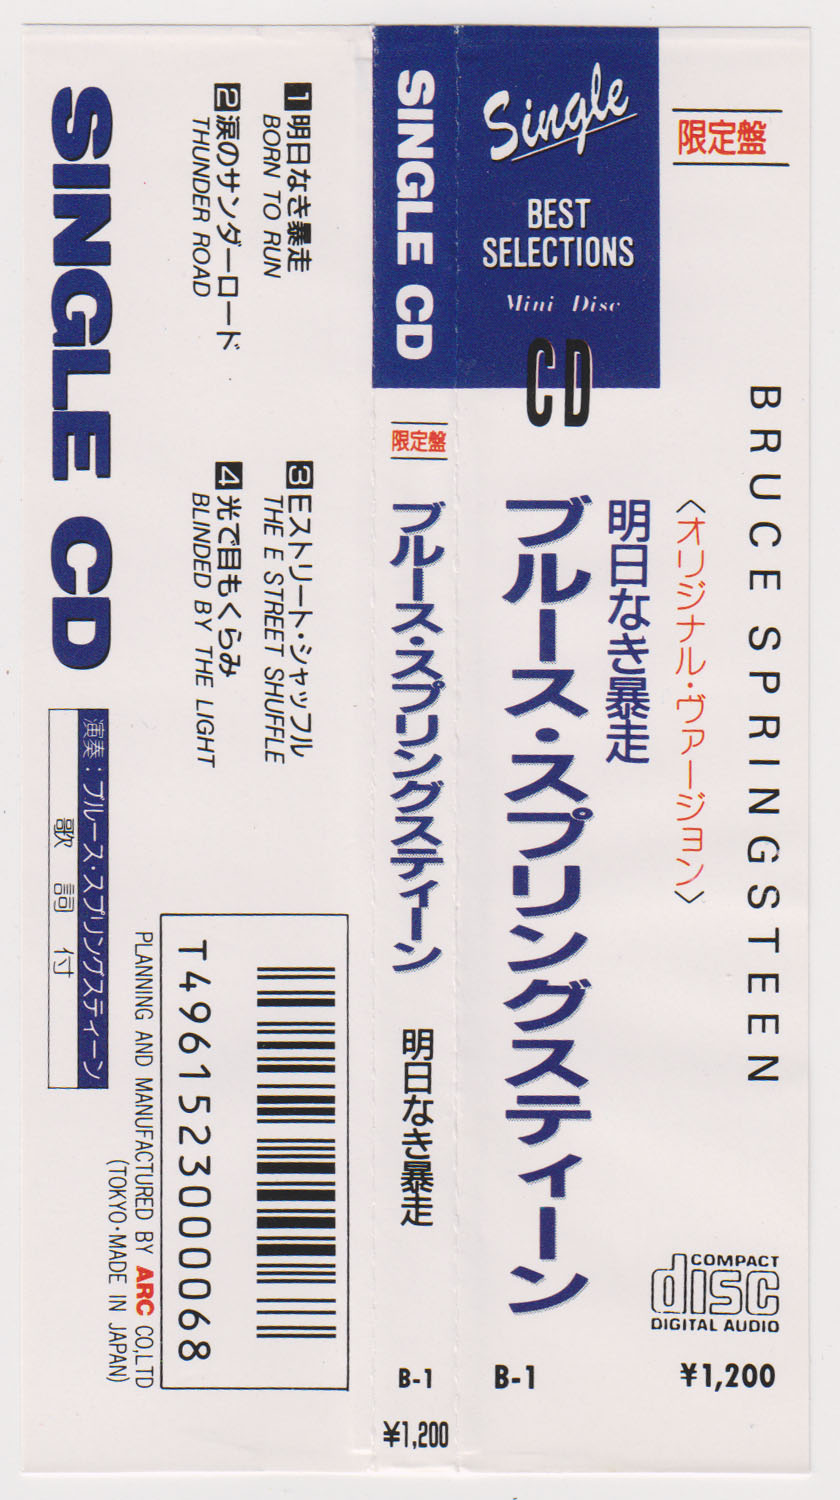 限定盤
Single
BEST
SELECTIONS
Mini Disc
CD
BRUCE SPRINGSTEEN
<オリジナル・ヴァージョン>
明日なき暴走
ブルース・スプリングスティーン
COMPACT
disc
DIGITAL AUDIO
B-1
¥1,200
SINGLE CD
限定盤
ブルース・スプリングスティーン
明日なき暴走
B-1
¥1,200
1 明日なき暴走
BORN TO RUN
2 涙のサンダーロード
THUNDER ROAD
3 Eストリート・シャッフル
THE E STREET SHUFFLE
4 光で目もくらみ
BLINDED BY THE LIGHT
SINGLE CD
演奏：ブルース・スプリングスティーン
歌詞付
T4961523000068
PLANNING AND MANUFACTURED BY ARC CO,LTD
(TOKYO・MADE IN JAPAN)